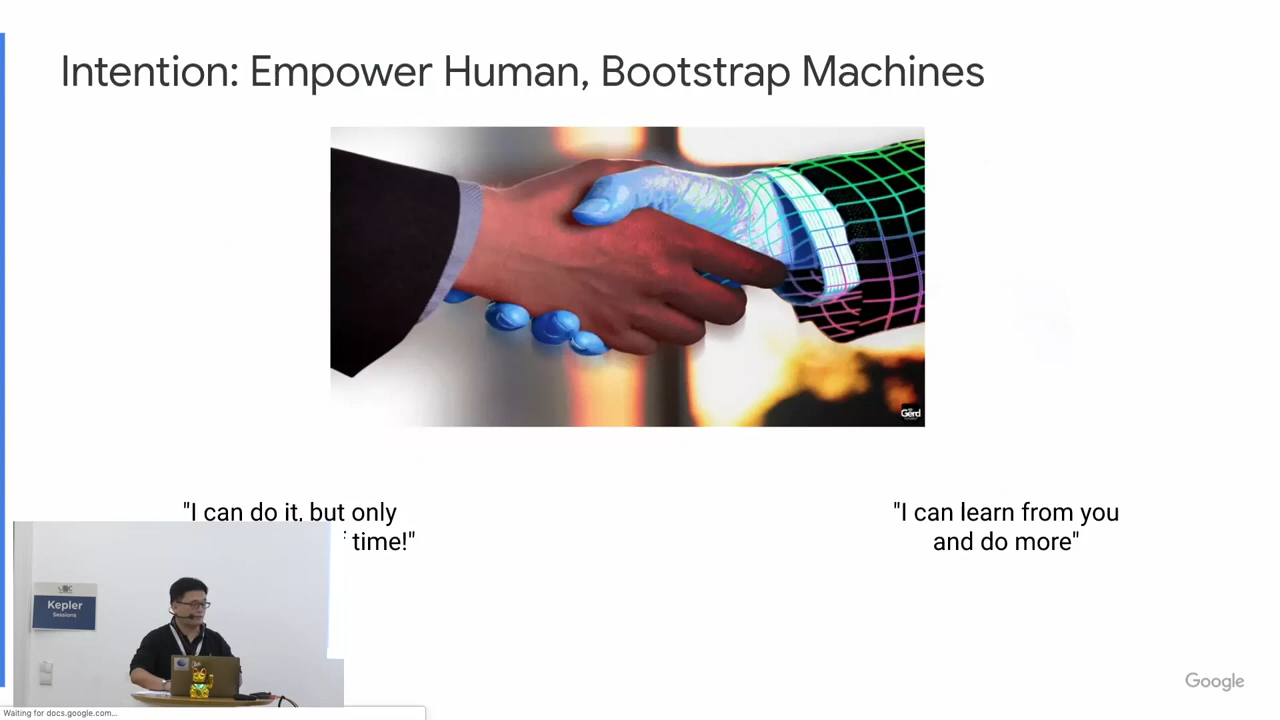 Intention: Empower Human, Bootstrap Machines
Gerd
"I can do it, but only
time!"
"I can learn from you
and do more"
Kepler
Sessions
Google
Waiting for docs.google.com...